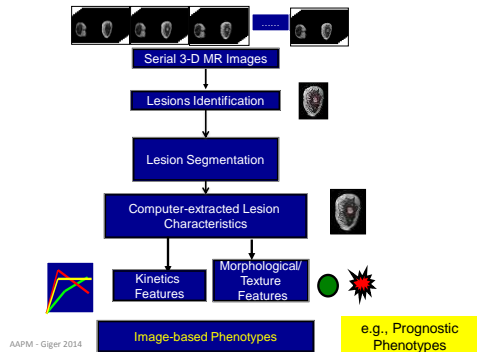 ......
Serial 3-D MR Images
Lesions Identification
Lesion Segmentation
Computer-extracted Lesion
Characteristics
Kinetics
Features
Morphological/
Texture
Features
Image-based Phenotypes
e.g., Prognostic
Phenotypes
AAPM - Giger 2014